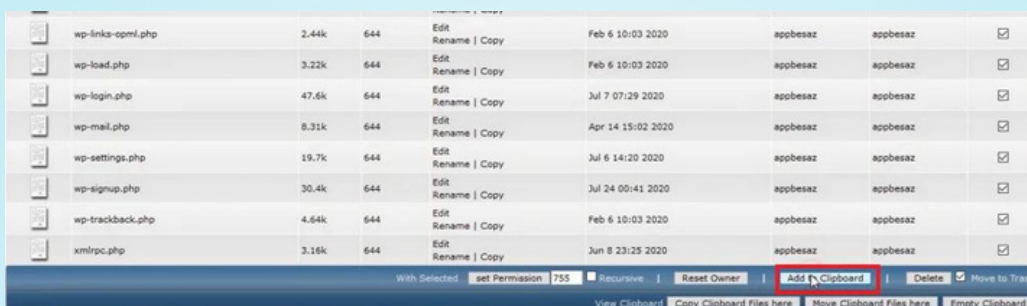 wp-links-opml.php 2.44k 644 Edit Feb 6 10:03 2020 appbesaz appbesaz
Rename | Copy
wp-load.php 3.22k 644 Edit Feb 6 10:03 2020 appbesaz appbesaz
Rename | Copy
wp-login.php 47.6k 644 Edit Jul 7 07:29 2020 appbesaz appbesaz
Rename | Copy
wp-mail.php 8.31k 644 Edit Apr 14 15:02 2020 appbesaz appbesaz
Rename | Copy
wp-settings.php 19.7k 644 Edit Jul 6 14:20 2020 appbesaz appbesaz
Rename | Copy
wp-signup.php 30.4k 644 Edit Jul 24 00:41 2020 appbesaz appbesaz
Rename | Copy
wp-trackback.php 4.64k 644 Edit Feb 6 10:03 2020 appbesaz appbesaz
Rename | Copy
xmlrpc.php 3.16k 644 Edit Jun 8 23:25 2020 appbesaz appbesaz
Rename | Copy
With Selected set Permission 755 Recursive | Reset Owner | Add to Clipboard | Delete Move to Tras
View Clipboard Copy Clipboard Files here Move Clipboard Files here Empty Clipboard